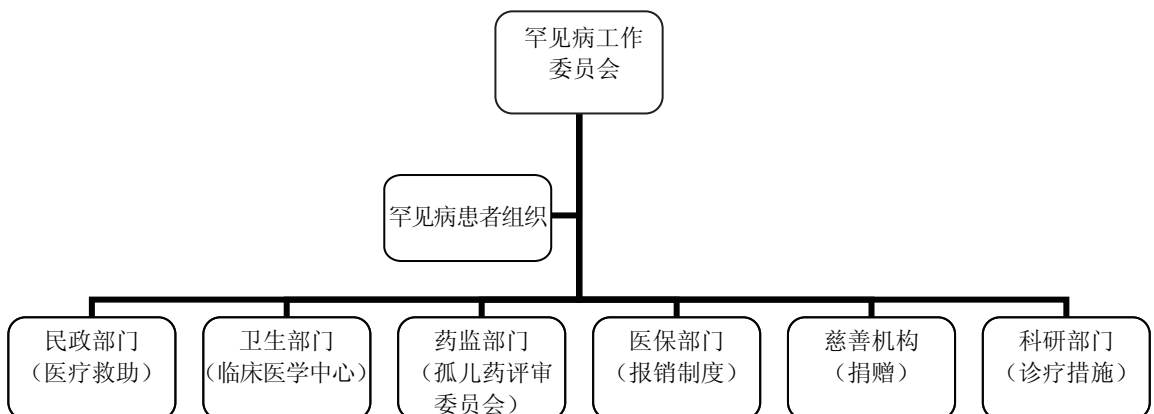 罕见病工作
委员会
罕见病患者组织
民政部门
（医疗救助）
卫生部门
（临床医学中心）
药监部门
（孤儿药评审
委员会）
医保部门
（报销制度）
慈善机构
（捐赠）
科研部门
（诊疗措施）